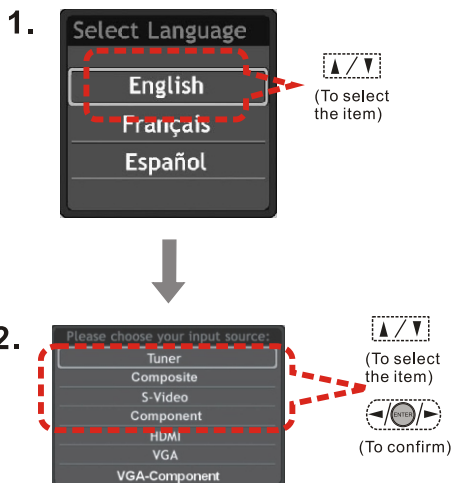 1.
Select Language
English
Français
Español
▲/▼
(To select
the item)
2.
Please choose your input source:
Tuner
Composite
S-Video
Component
HDMI
VGA
VGA-Component
▲/▼
(To select
the item)
◄/ENTER/►
(To confirm)